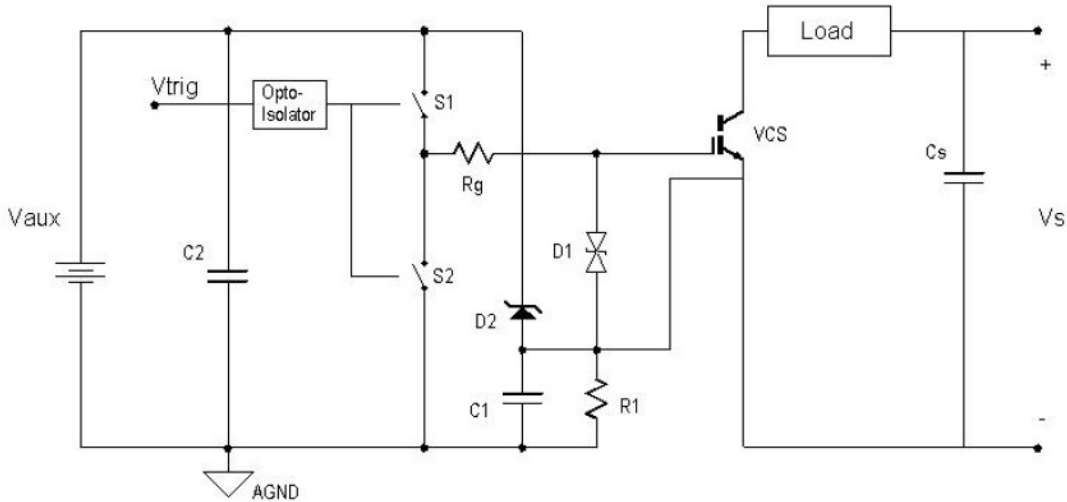 Load
+
Vtrig
Opto-
Isolator
S1
VCS
Cs
Rg
Vaux
C2
D1
Vs
S2
D2
C1
R1
-
AGND